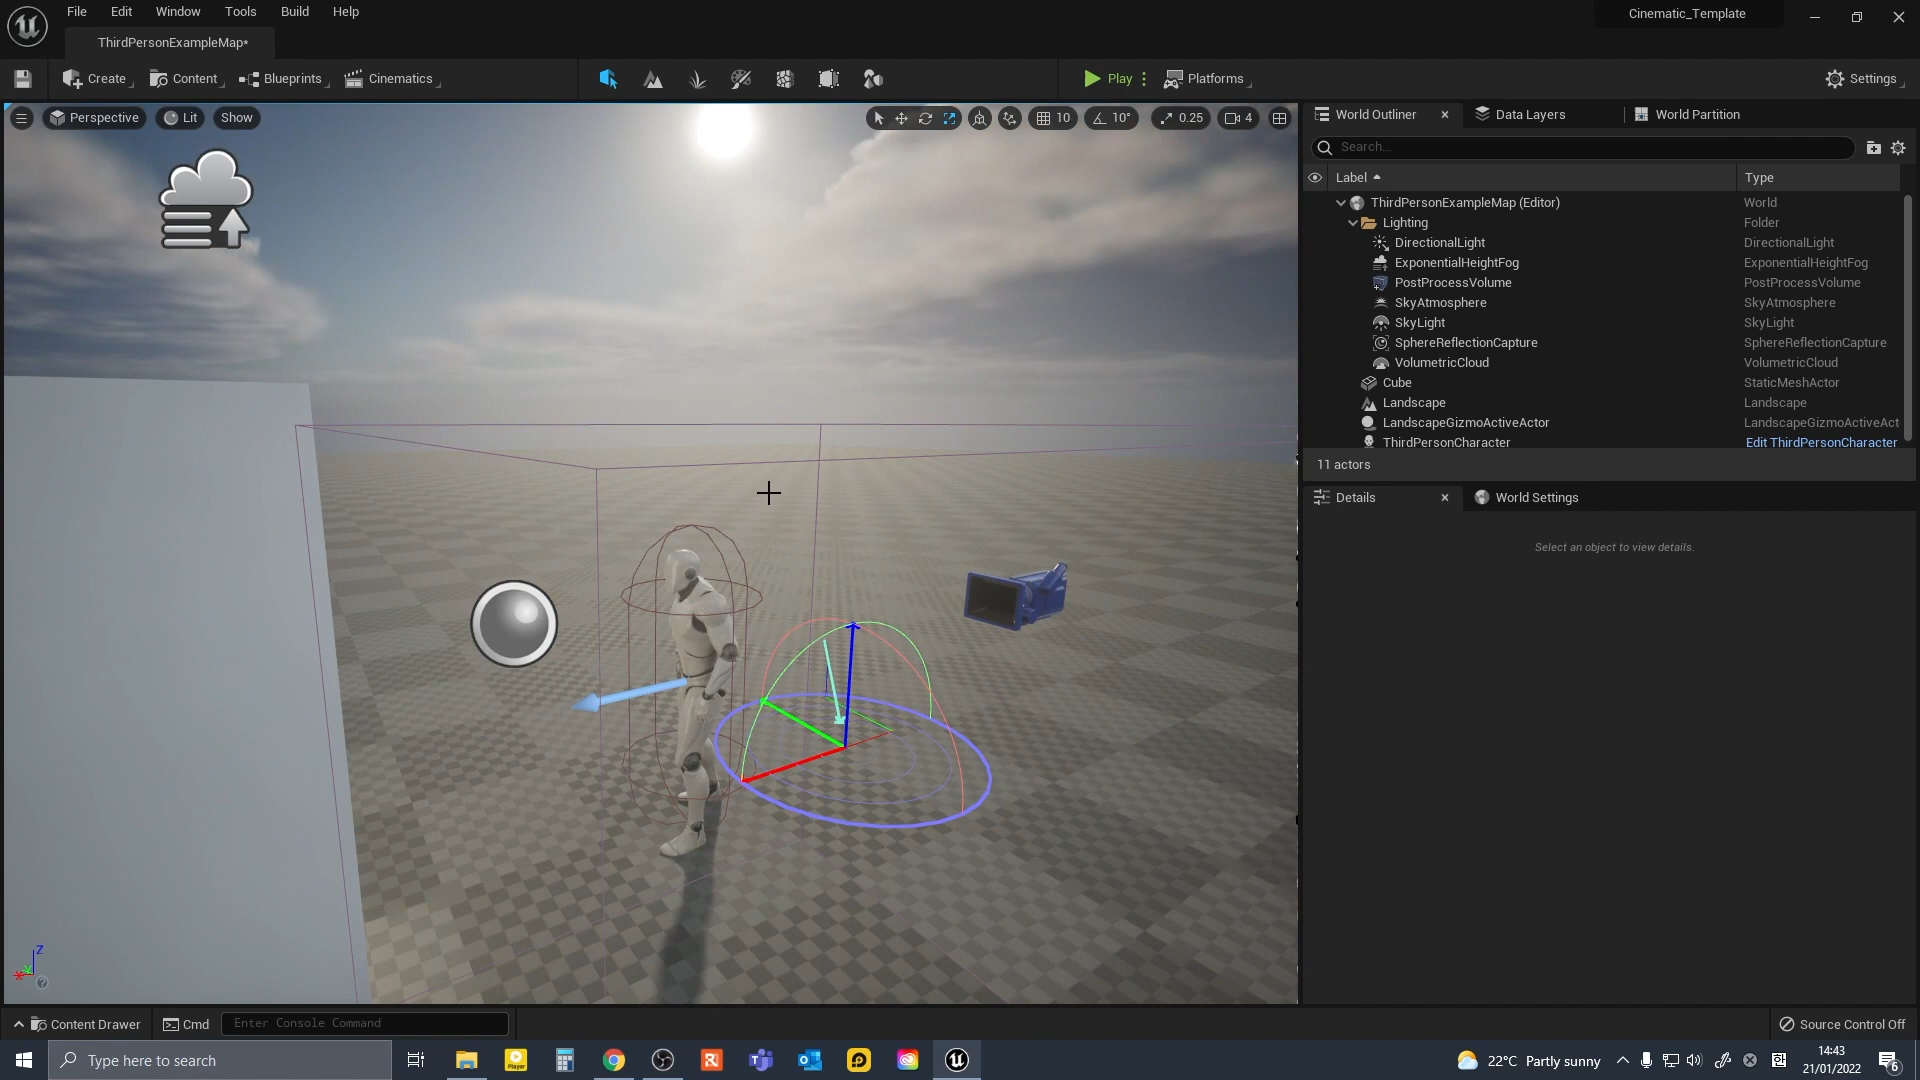 File Edit Window Tools Build Help
Cinematic_Template
ThirdPersonExampleMap*
Create Content Blueprints Cinematics Play Platforms Settings
Perspective Lit Show 10 10° 0.25 4
World Outliner Data Layers World Partition
Search...
Label Type
ThirdPersonExampleMap (Editor) World
Lighting Folder
DirectionalLight DirectionalLight
ExponentialHeightFog ExponentialHeightFog
PostProcessVolume PostProcessVolume
SkyAtmosphere SkyAtmosphere
SkyLight SkyLight
SphereReflectionCapture SphereReflectionCapture
VolumetricCloud VolumetricCloud
Cube StaticMeshActor
Landscape Landscape
LandscapeGizmoActiveActor LandscapeGizmoActiveAct
ThirdPersonCharacter Edit ThirdPersonCharacter
11 actors
Details World Settings
Select an object to view details.
Z
Content Drawer Cmd Enter Console Command Source Control Off
Type here to search
Player
22°C Partly sunny
14:43
21/01/2022
6